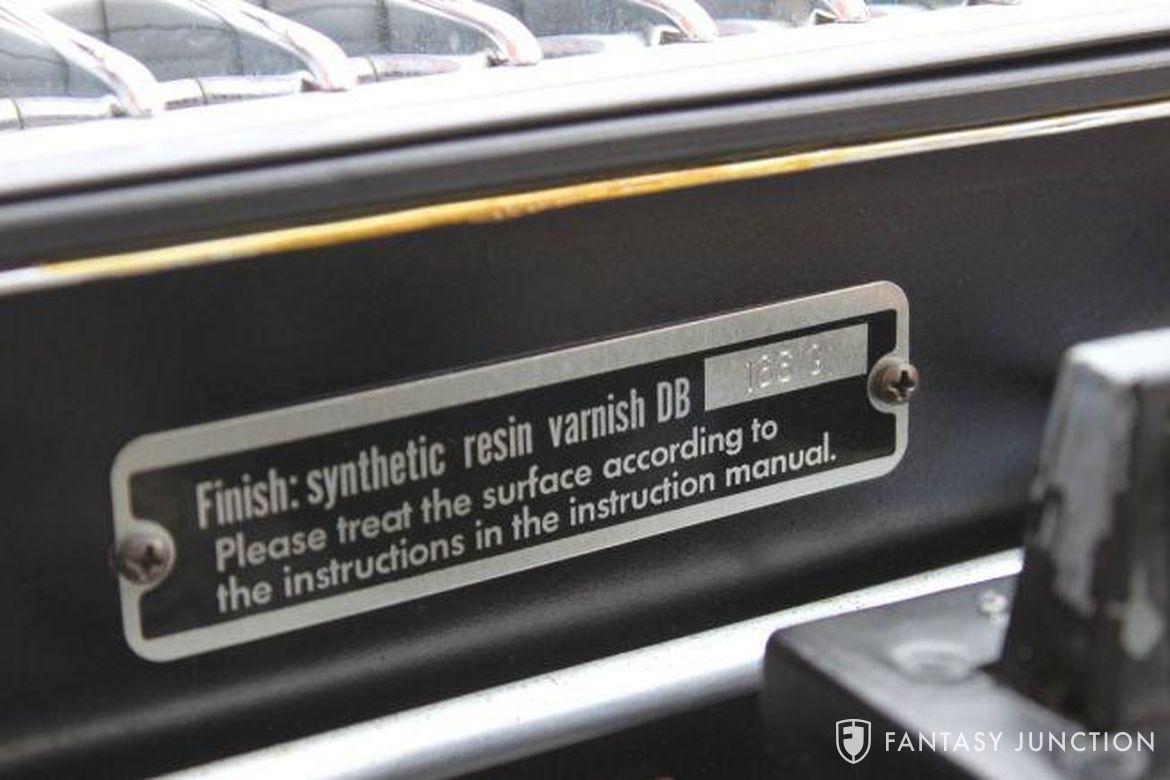 Finish: synthetic resin varnish DB 166 G
Please treat the surface according to
the instructions in the instruction manual.
FANTASY JUNCTION